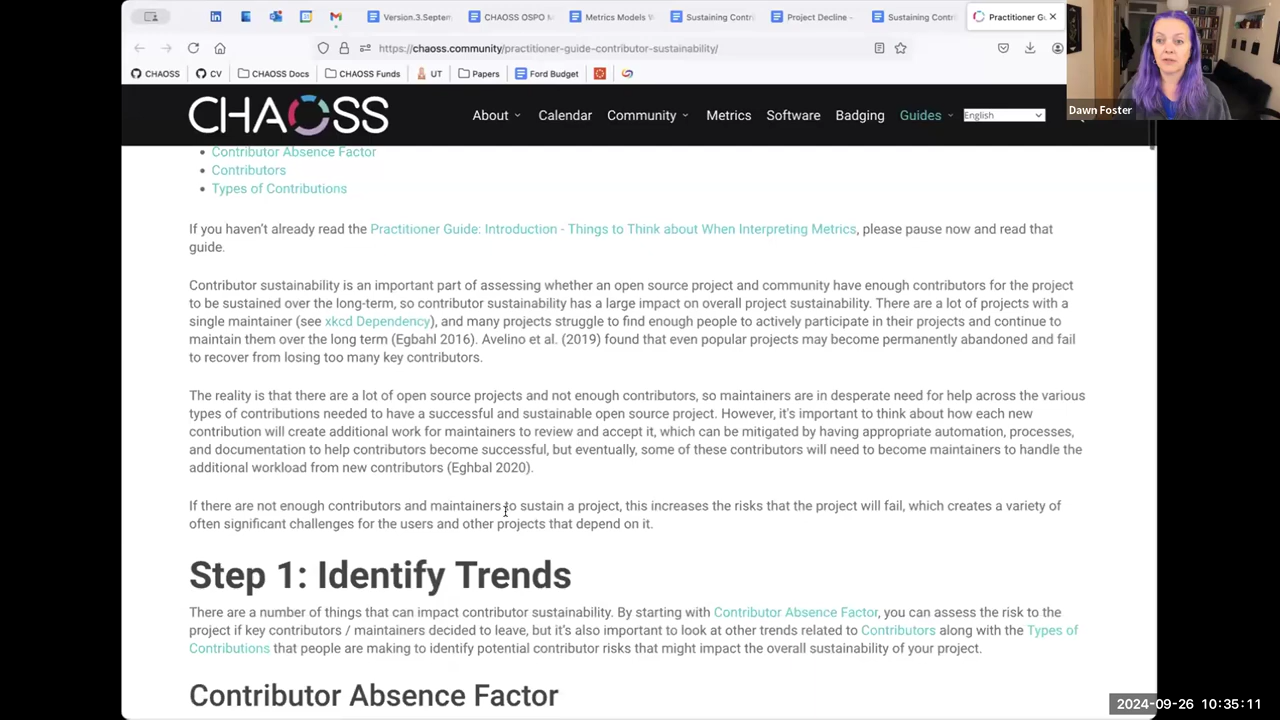 Version.3.Septem
CHAOSS OSPO M
Metrics Models W
Sustaining Contri
Project Decline -
Sustaining Contri
Practitioner Gu
https://chaoss.community/practitioner-guide-contributor-sustainability/
CHAOSS
CV
CHAOSS Docs
CHAOSS Funds
UT
Papers
Ford Budget
Dawn Foster
CHAOSS
About
Calendar
Community
Metrics
Software
Badging
Guides
English
Contributor Absence Factor
Contributors
Types of Contributions
If you haven't already read the Practitioner Guide: Introduction - Things to Think about When Interpreting Metrics, please pause now and read that
guide.
Contributor sustainability is an important part of assessing whether an open source project and community have enough contributors for the project
to be sustained over the long-term, so contributor sustainability has a large impact on overall project sustainability. There are a lot of projects with a
single maintainer (see xkcd Dependency), and many projects struggle to find enough people to actively participate in their projects and continue to
maintain them over the long term (Egbahl 2016). Avelino et al. (2019) found that even popular projects may become permanently abandoned and fail
to recover from losing too many key contributors.
The reality is that there are a lot of open source projects and not enough contributors, so maintainers are in desperate need for help across the various
types of contributions needed to have a successful and sustainable open source project. However, it's important to think about how each new
contribution will create additional work for maintainers to review and accept it, which can be mitigated by having appropriate automation, processes,
and documentation to help contributors become successful, but eventually, some of these contributors will need to become maintainers to handle the
additional workload from new contributors (Eghbal 2020).
If there are not enough contributors and maintainers to sustain a project, this increases the risks that the project will fail, which creates a variety of
often significant challenges for the users and other projects that depend on it.
Step 1: Identify Trends
There are a number of things that can impact contributor sustainability. By starting with Contributor Absence Factor, you can assess the risk to the
project if key contributors / maintainers decided to leave, but it's also important to look at other trends related to Contributors along with the Types of
Contributions that people are making to identify potential contributor risks that might impact the overall sustainability of your project.
Contributor Absence Factor
2024-09-26 10:35:11